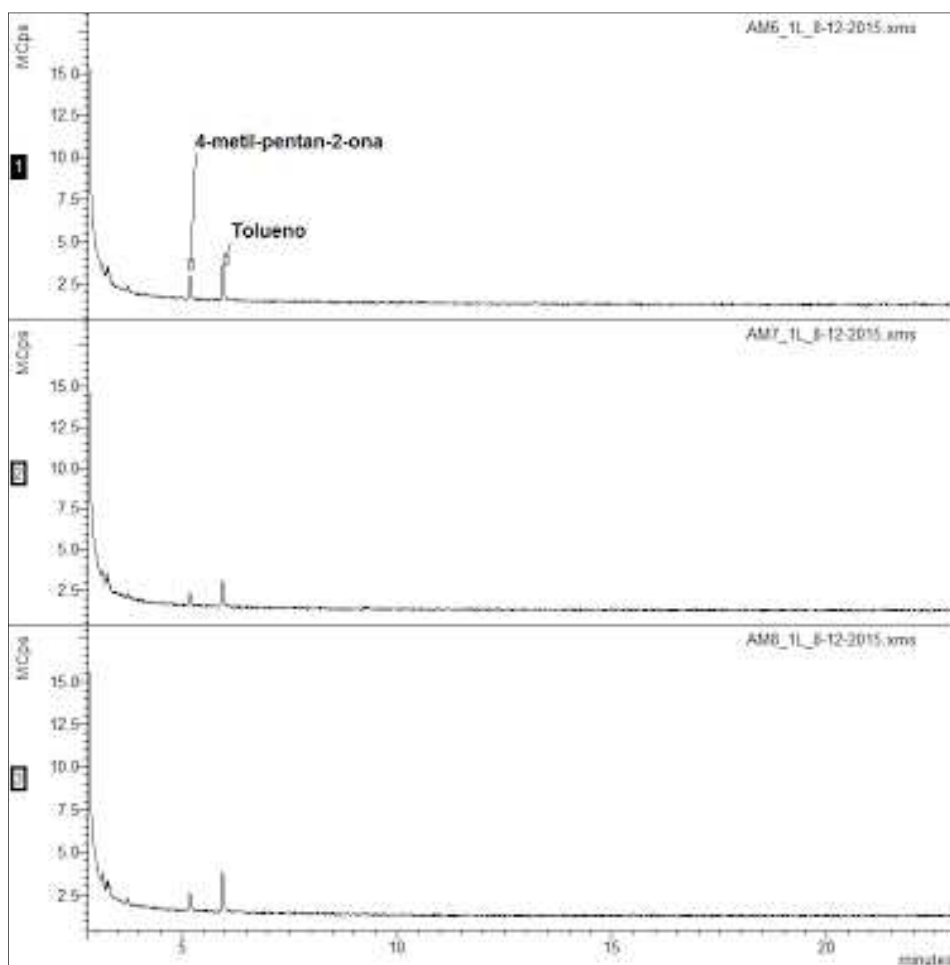 AM6_1L_8-12-2015.xms
MCps
15.0
12.5
10.0
7.5
5.0
2.5
1
4-metil-pentan-2-ona
Tolueno
AM7_1L_8-12-2015.xms
MCps
15.0
12.5
10.0
7.5
5.0
2.5
AM8_1L_8-12-2015.xms
MCps
15.0
12.5
10.0
7.5
5.0
2.5
5
10
15
20
minutes